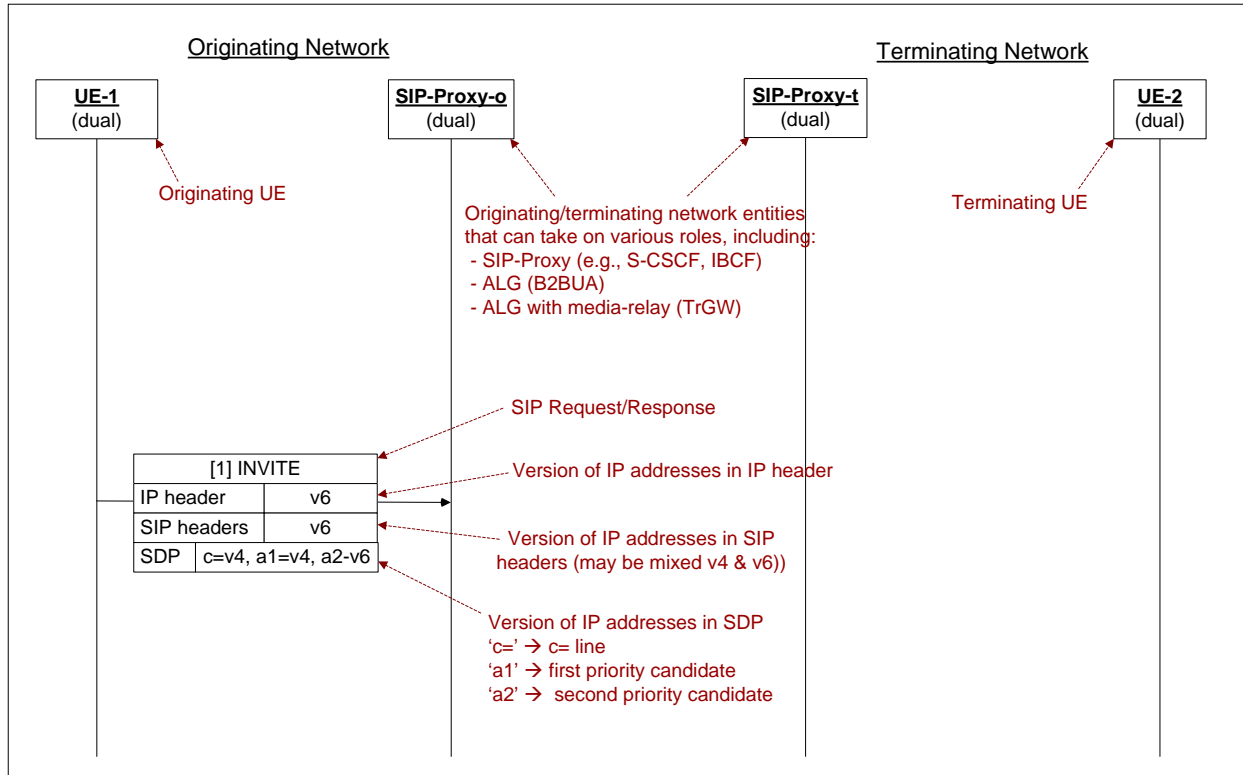 Originating Network
Terminating Network
UE-1
(dual)
SIP-Proxy-o
(dual)
SIP-Proxy-t
(dual)
UE-2
(dual)
Originating UE
Originating/terminating network entities
that can take on various roles, including:
- SIP-Proxy (e.g., S-CSCF, IBCF)
- ALG (B2BUA)
- ALG with media-relay (TrGW)
Terminating UE
SIP Request/Response
[1] INVITE
Version of IP addresses in IP header
IP header v6
SIP headers v6
Version of IP addresses in SIP
headers (may be mixed v4 & v6))
SDP c=v4, a1=v4, a2-v6
Version of IP addresses in SDP
‘c=’ → c= line
‘a1’ → first priority candidate
‘a2’ → second priority candidate